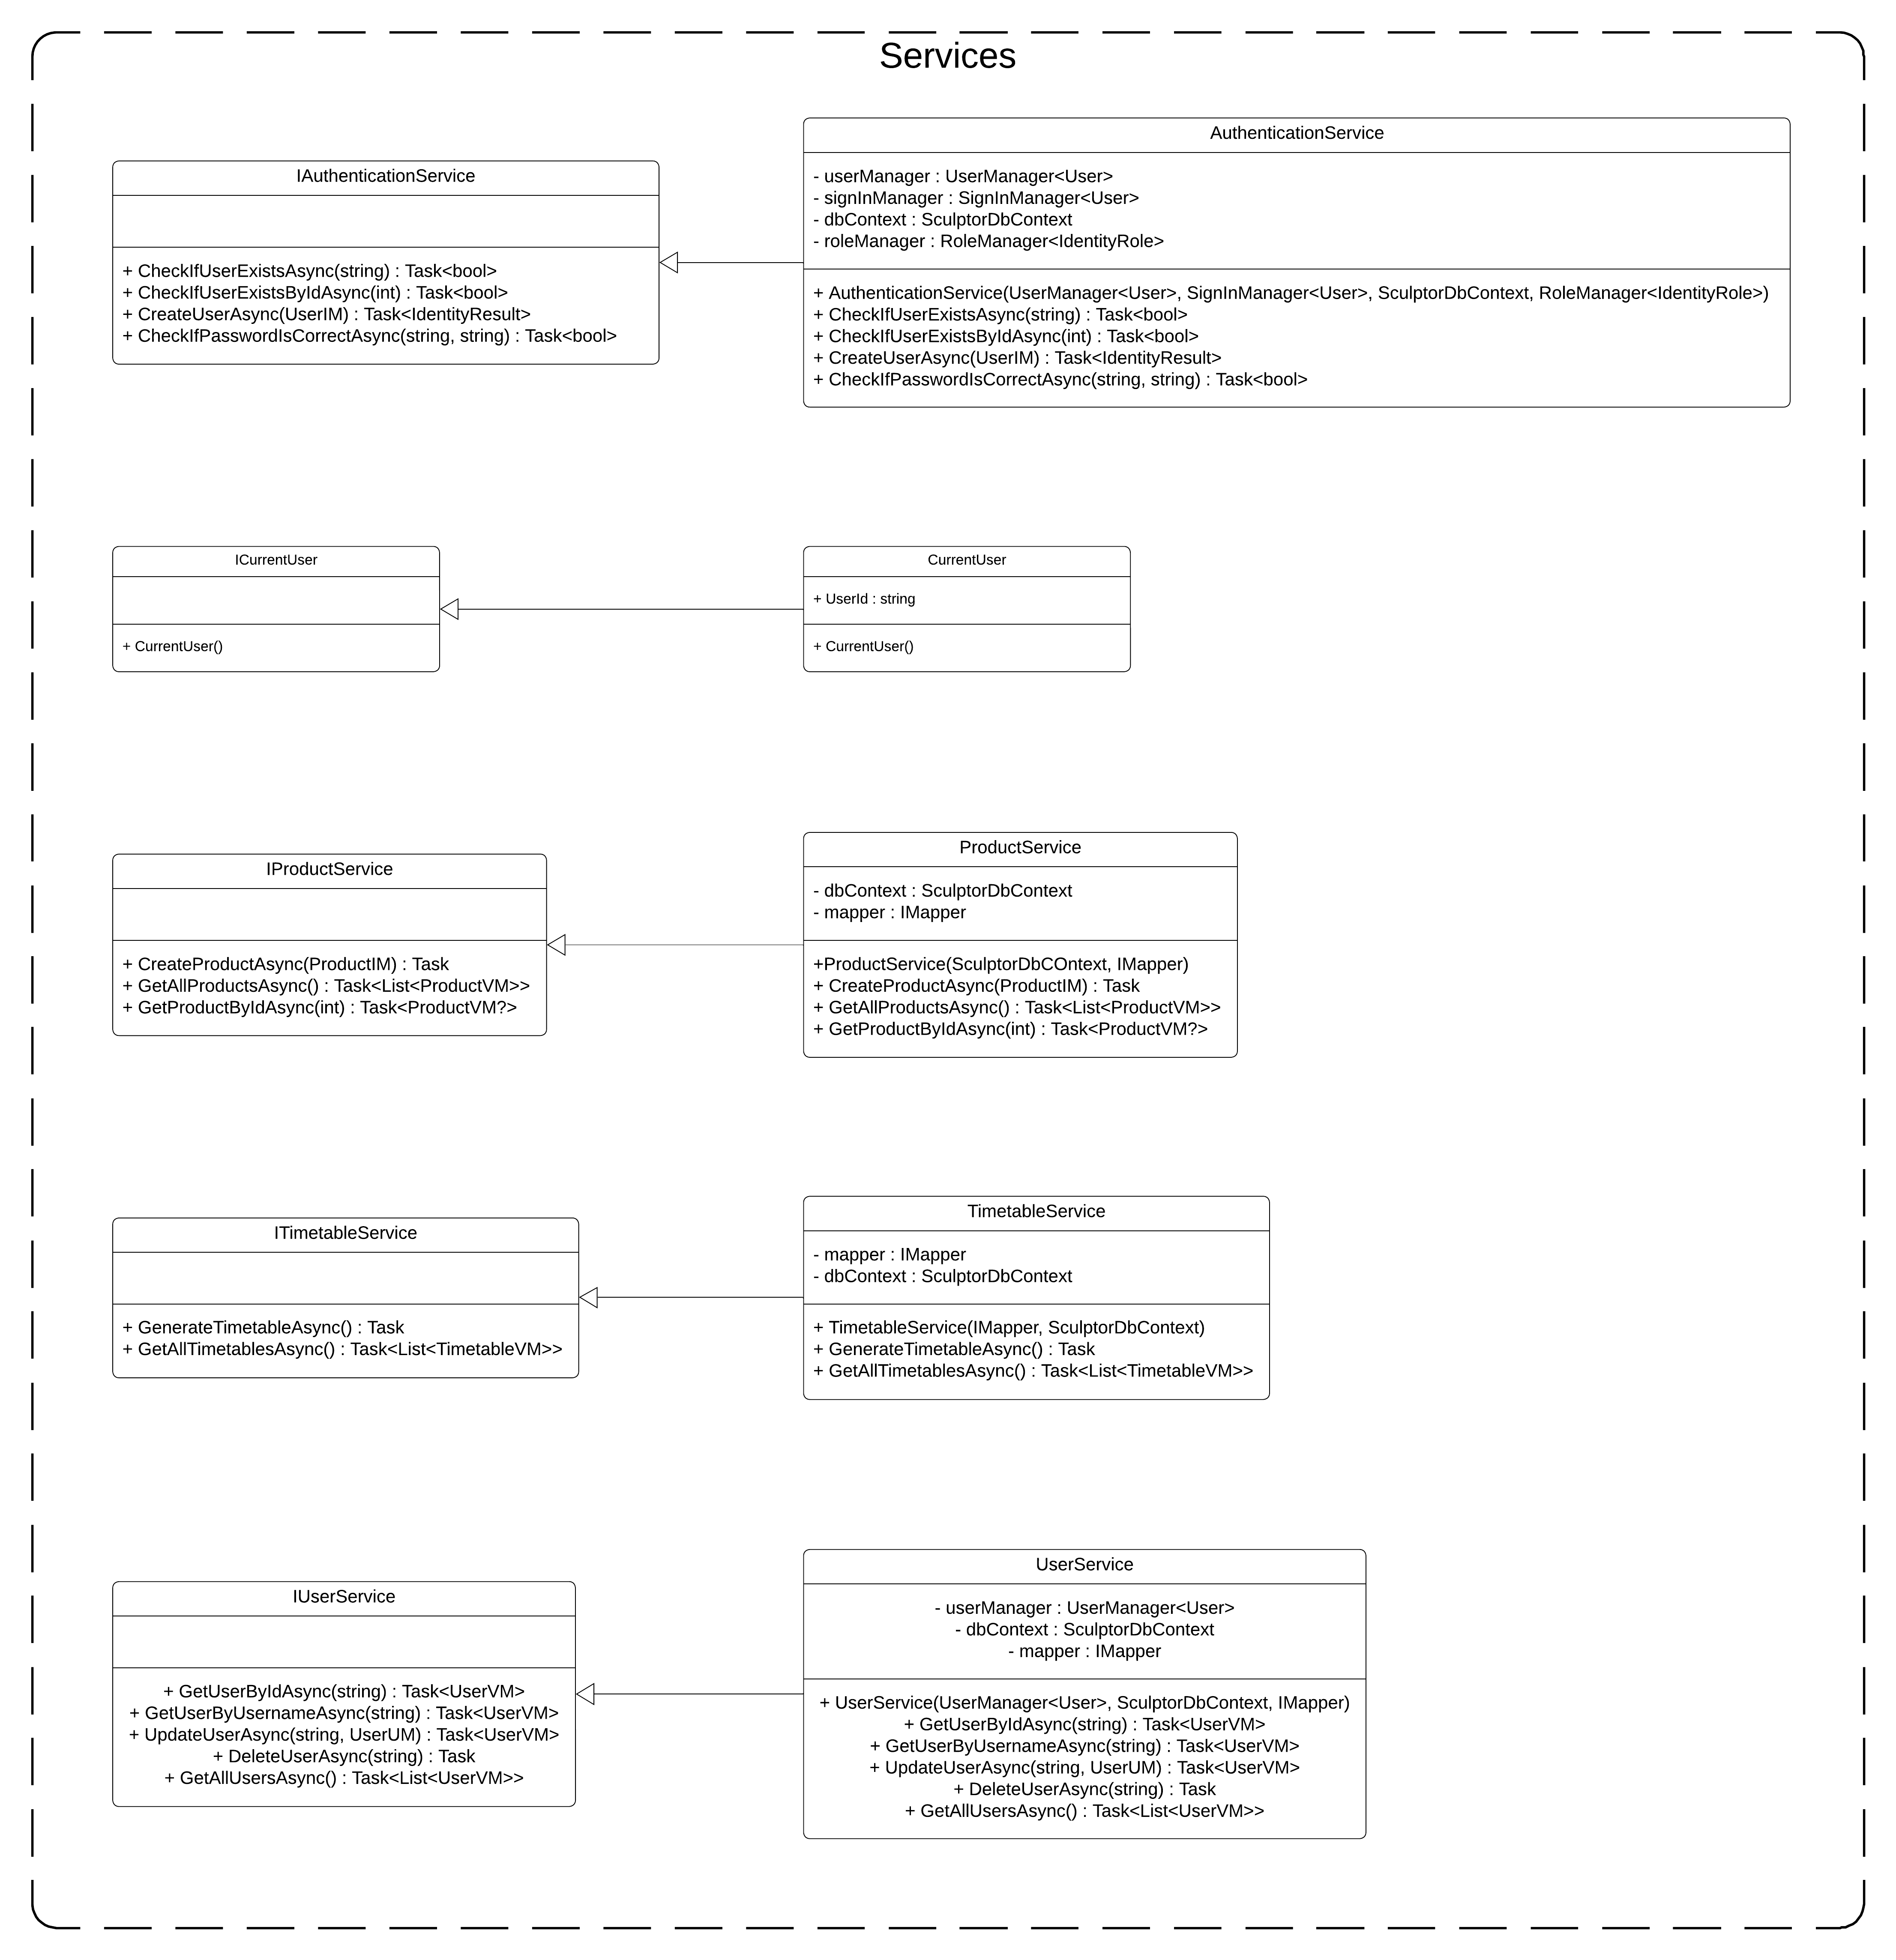 Services
IAuthenticationService
+ CheckIfUserExistsAsync(string) : Task<bool>
+ CheckIfUserExistsByIdAsync(int) : Task<bool>
+ CreateUserAsync(UserIM) : Task<IdentityResult>
+ CheckIfPasswordIsCorrectAsync(string, string) : Task<bool>
AuthenticationService
- userManager : UserManager<User>
- signInManager : SignInManager<User>
- dbContext : SculptorDbContext
- roleManager : RoleManager<IdentityRole>
+ AuthenticationService(UserManager<User>, SignInManager<User>, SculptorDbContext, RoleManager<IdentityRole>)
+ CheckIfUserExistsAsync(string) : Task<bool>
+ CheckIfUserExistsByIdAsync(int) : Task<bool>
+ CreateUserAsync(UserIM) : Task<IdentityResult>
+ CheckIfPasswordIsCorrectAsync(string, string) : Task<bool>
ICurrentUser
+ CurrentUser()
CurrentUser
+ UserId : string
+ CurrentUser()
IProductService
+ CreateProductAsync(ProductIM) : Task
+ GetAllProductsAsync() : Task<List<ProductVM>>
+ GetProductByIdAsync(int) : Task<ProductVM?>
ProductService
- dbContext : SculptorDbContext
- mapper : IMapper
+ProductService(SculptorDbCOntext, IMapper)
+ CreateProductAsync(ProductIM) : Task
+ GetAllProductsAsync() : Task<List<ProductVM>>
+ GetProductByIdAsync(int) : Task<ProductVM?>
ITimetableService
+ GenerateTimetableAsync() : Task
+ GetAllTimetablesAsync() : Task<List<TimetableVM>>
TimetableService
- mapper : IMapper
- dbContext : SculptorDbContext
+ TimetableService(IMapper, SculptorDbContext)
+ GenerateTimetableAsync() : Task
+ GetAllTimetablesAsync() : Task<List<TimetableVM>>
IUserService
+ GetUserByIdAsync(string) : Task<UserVM>
+ GetUserByUsernameAsync(string) : Task<UserVM>
+ UpdateUserAsync(string, UserUM) : Task<UserVM>
+ DeleteUserAsync(string) : Task
+ GetAllUsersAsync() : Task<List<UserVM>>
UserService
- userManager : UserManager<User>
- dbContext : SculptorDbContext
- mapper : IMapper
+ UserService(UserManager<User>, SculptorDbContext, IMapper)
+ GetUserByIdAsync(string) : Task<UserVM>
+ GetUserByUsernameAsync(string) : Task<UserVM>
+ UpdateUserAsync(string, UserUM) : Task<UserVM>
+ DeleteUserAsync(string) : Task
+ GetAllUsersAsync() : Task<List<UserVM>>